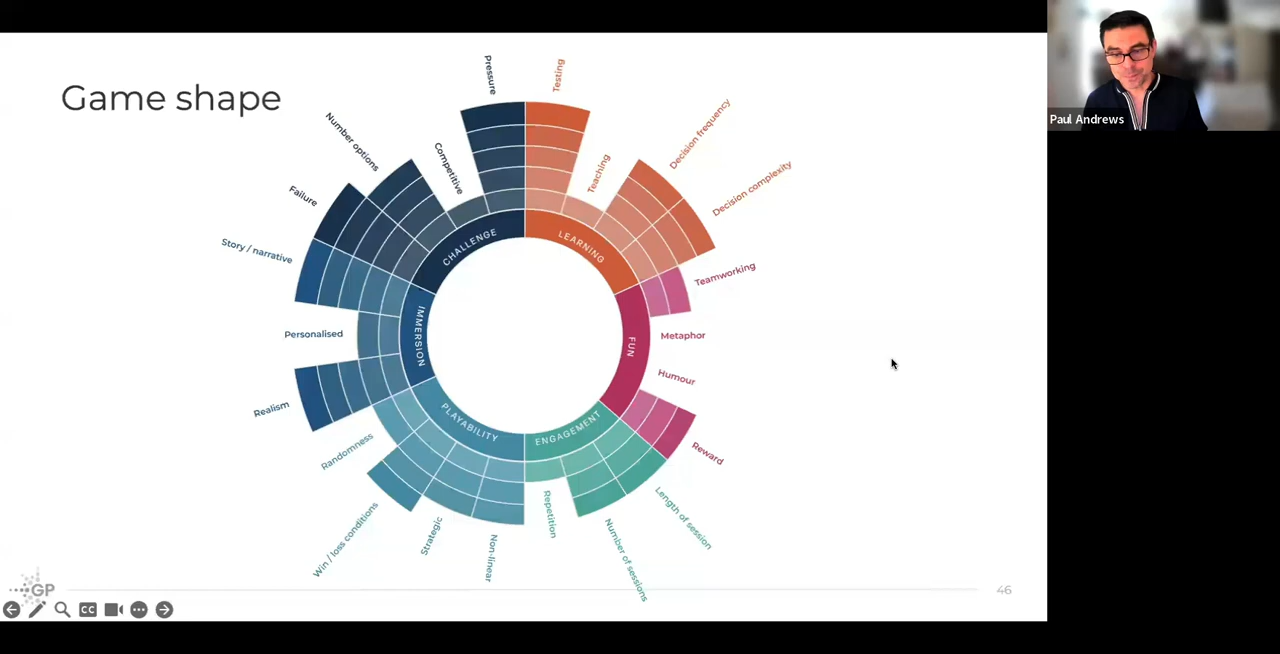 Game shape
Pressure
Testing
Number options
Competitive
Teaching
Decision frequency
Failure
Decision complexity
Story / narrative
CHALLENGE
LEARNING
Teamworking
Personalised
IMMERSION
FUN
Metaphor
Humour
Realism
PLAYABILITY
ENGAGEMENT
Randomness
Reward
Win / loss conditions
Strategic
Non-linear
Repetition
Number of sessions
Length of session
GP
46
CC
Paul Andrews